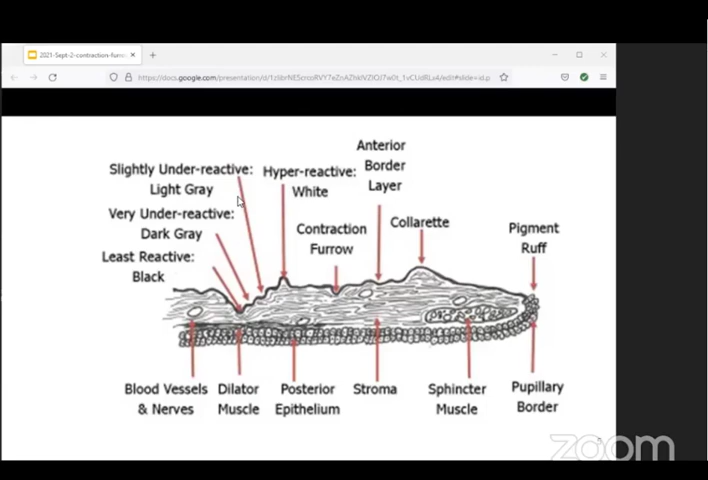 2021-Sept-2-contraction-furro
Slightly Under-reactive:
Light Gray
Hyper-reactive:
White
Anterior
Border
Layer
Very Under-reactive:
Dark Gray
Contraction
Furrow
Collarette
Pigment
Ruff
Least Reactive:
Black
Blood Vessels
& Nerves
Dilator
Muscle
Posterior
Epithelium
Stroma
Sphincter
Muscle
Pupillary
Border
zoom